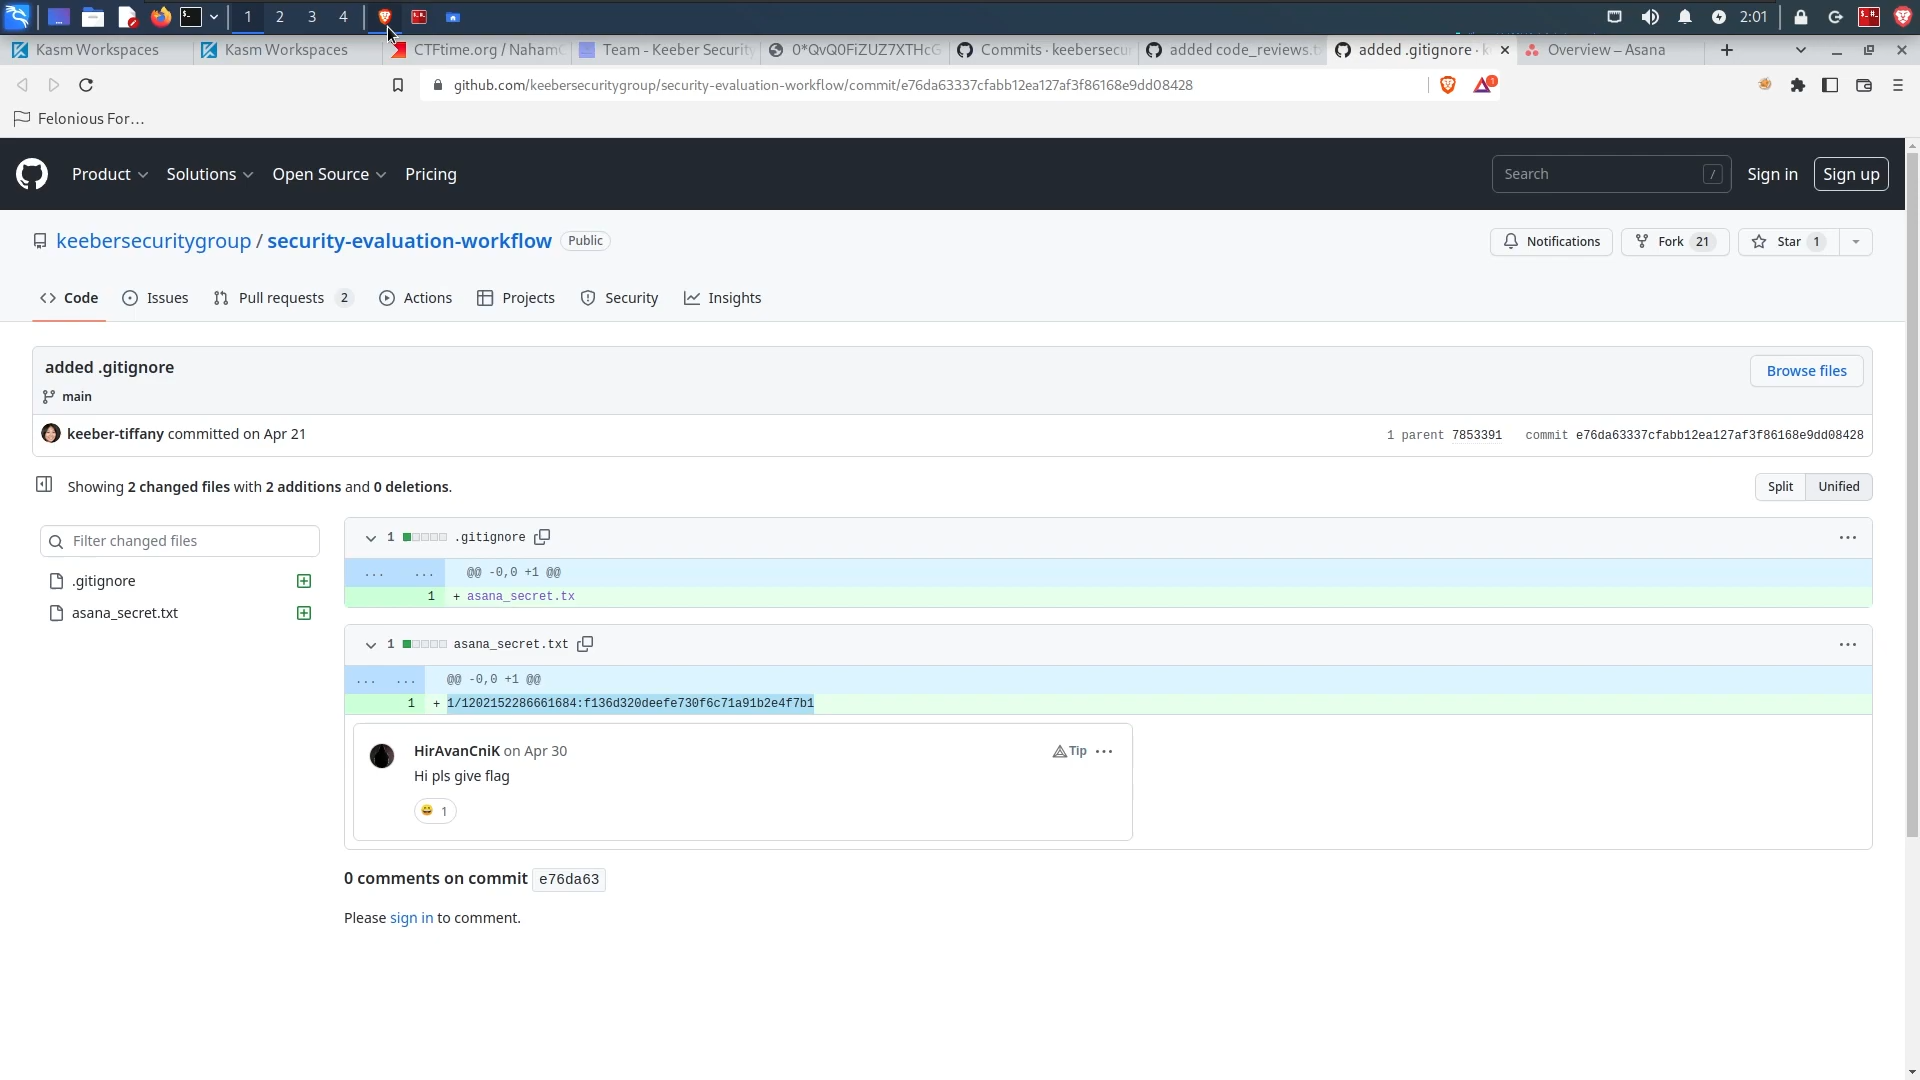 1 2 3 4 2:01
Kasm Workspaces Kasm Workspaces CTFtime.org / NahamC Team - Keeber Security 0*QvQ0FiZUZ7XTHcG Commits · keebersecur added code_reviews.t added .gitignore · k Overview – Asana
github.com/keebersecuritygroup/security-evaluation-workflow/commit/e76da63337cfabb12ea127af3f86168e9dd08428 1
Felonious For...
Product Solutions Open Source Pricing Search / Sign in Sign up
keebersecuritygroup / security-evaluation-workflow Public Notifications Fork 21 Star 1
Code Issues Pull requests 2 Actions Projects Security Insights
added .gitignore
Browse files
main
keeber-tiffany committed on Apr 21 1 parent 7853391 commit e76da63337cfabb12ea127af3f86168e9dd08428
Showing 2 changed files with 2 additions and 0 deletions. Split Unified
Filter changed files
.gitignore
asana_secret.txt
1 .gitignore ...
... ... @@ -0,0 +1 @@
1 + asana_secret.tx
1 asana_secret.txt ...
... ... @@ -0,0 +1 @@
1 + 1/1202152286661684:f136d320deefe730f6c71a91b2e4f7b1
HirAvanCniK on Apr 30 Tip ...
Hi pls give flag
😄 1
0 comments on commit e76da63
Please sign in to comment.